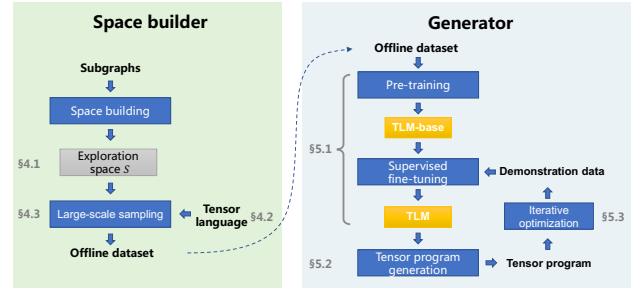 Space builder
Subgraphs
Space building
§4.1
Exploration
space S
§4.3
Large-scale sampling
Tensor
language
§4.2
Offline dataset
Generator
Offline dataset
Pre-training
TLM-base
§5.1
Supervised
fine-tuning
Demonstration data
TLM
Iterative
optimization
§5.3
§5.2
Tensor program
generation
Tensor program